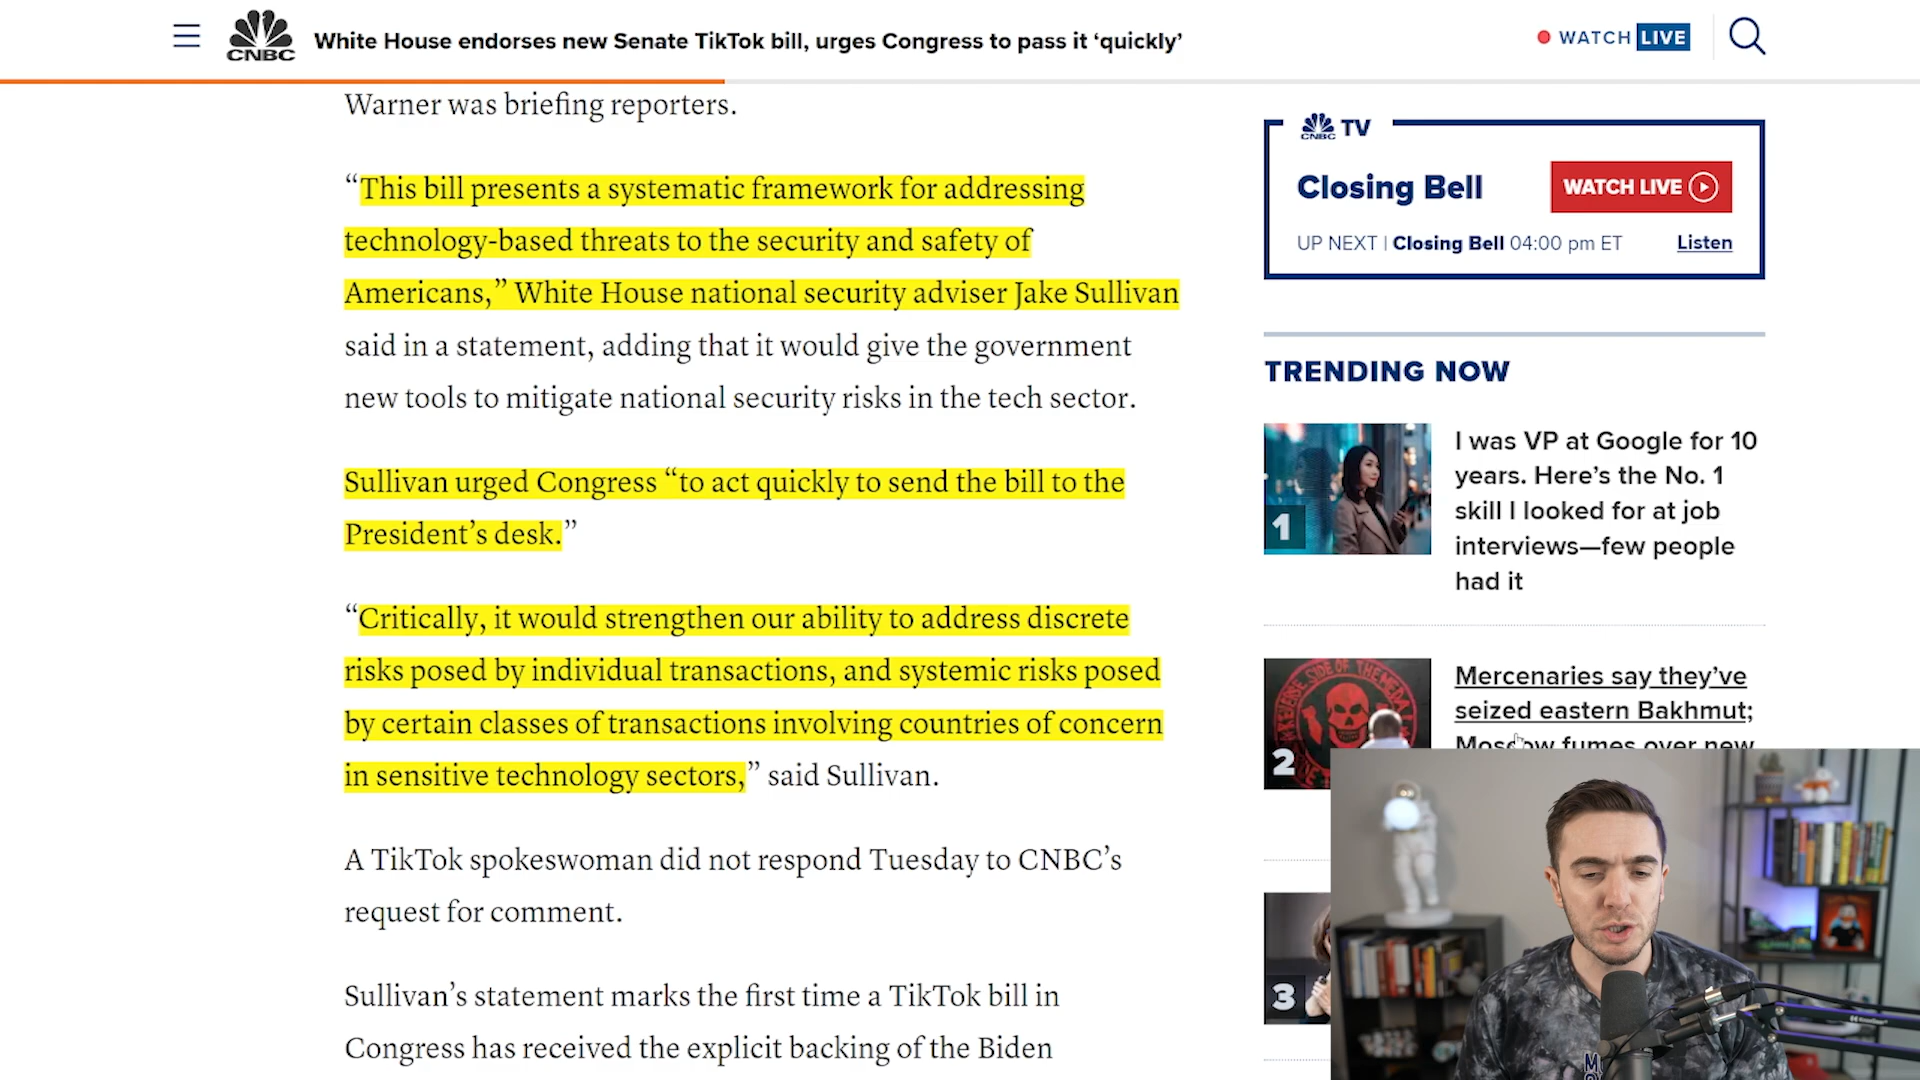 CNBC
White House endorses new Senate TikTok bill, urges Congress to pass it ‘quickly’
WATCH LIVE
Warner was briefing reporters.
“This bill presents a systematic framework for addressing
technology-based threats to the security and safety of
Americans,” White House national security adviser Jake Sullivan
said in a statement, adding that it would give the government
new tools to mitigate national security risks in the tech sector.
Sullivan urged Congress “to act quickly to send the bill to the
President’s desk.”
“Critically, it would strengthen our ability to address discrete
risks posed by individual transactions, and systemic risks posed
by certain classes of transactions involving countries of concern
in sensitive technology sectors,” said Sullivan.
A TikTok spokeswoman did not respond Tuesday to CNBC’s
request for comment.
Sullivan’s statement marks the first time a TikTok bill in
Congress has received the explicit backing of the Biden
CNBC TV
Closing Bell
WATCH LIVE
UP NEXT | Closing Bell 04:00 pm ET
Listen
TRENDING NOW
1
I was VP at Google for 10
years. Here’s the No. 1
skill I looked for at job
interviews—few people
had it
2
Mercenaries say they’ve
seized eastern Bakhmut;
Moscow fumes over new
3